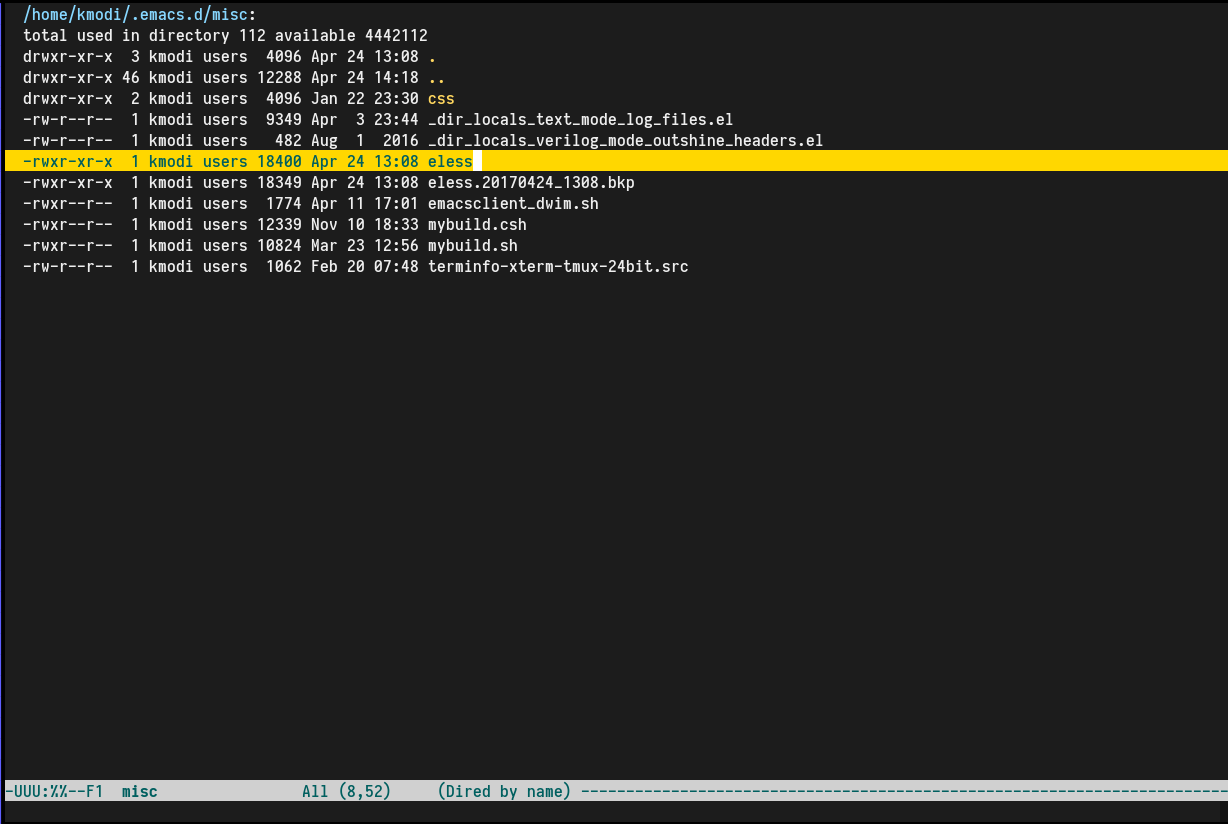 /home/kmodi/.emacs.d/misc:
total used in directory 112 available 4442112
drwxr-xr-x  3 kmodi users  4096 Apr 24 13:08 .
drwxr-xr-x 46 kmodi users 12288 Apr 24 14:18 ..
drwxr-xr-x  2 kmodi users  4096 Jan 22 23:30 css
-rw-r--r--  1 kmodi users  9349 Apr  3 23:44 _dir_locals_text_mode_log_files.el
-rw-r--r--  1 kmodi users   482 Aug  1  2016 _dir_locals_verilog_mode_outshine_headers.el
-rwxr-xr-x  1 kmodi users 18400 Apr 24 13:08 eless
-rwxr-xr-x  1 kmodi users 18349 Apr 24 13:08 eless.20170424_1308.bkp
-rwxr--r--  1 kmodi users  1774 Apr 11 17:01 emacsclient_dwim.sh
-rwxr--r--  1 kmodi users 12339 Nov 10 18:33 mybuild.csh
-rwxr--r--  1 kmodi users 10824 Mar 23 12:56 mybuild.sh
-rw-r--r--  1 kmodi users  1062 Feb 20 07:48 terminfo-xterm-tmux-24bit.src
-UUU:%%--F1  misc                All (8,52)     (Dired by name) ------------------------------------------------------------------------